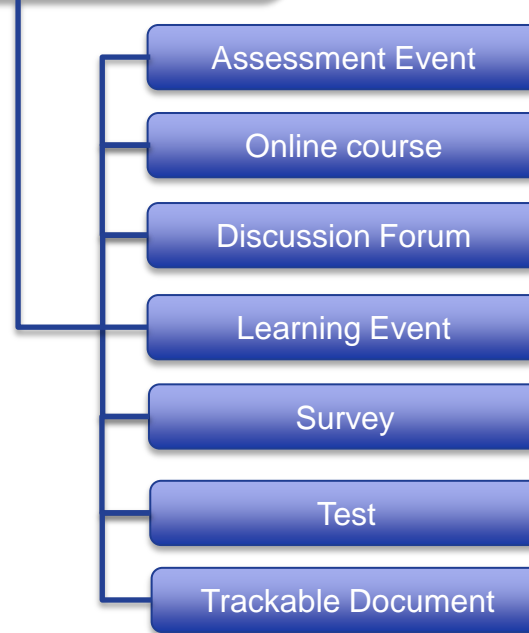 Assessment Event
Online course
Discussion Forum
Learning Event
Survey
Test
Trackable Document